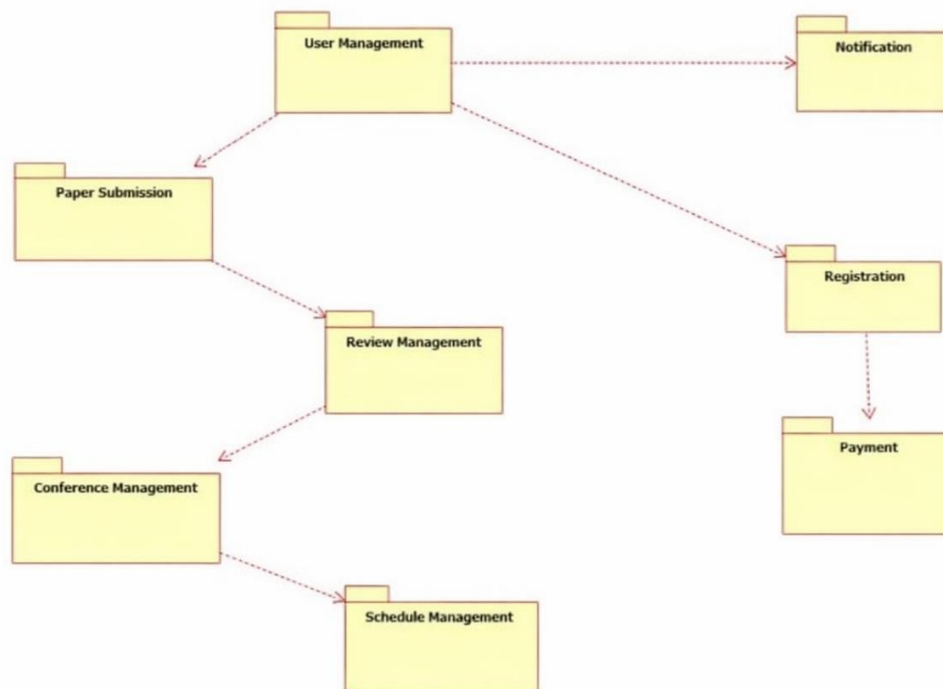 User Management
Notification
Paper Submission
Registration
Review Management
Payment
Conference Management
Schedule Management